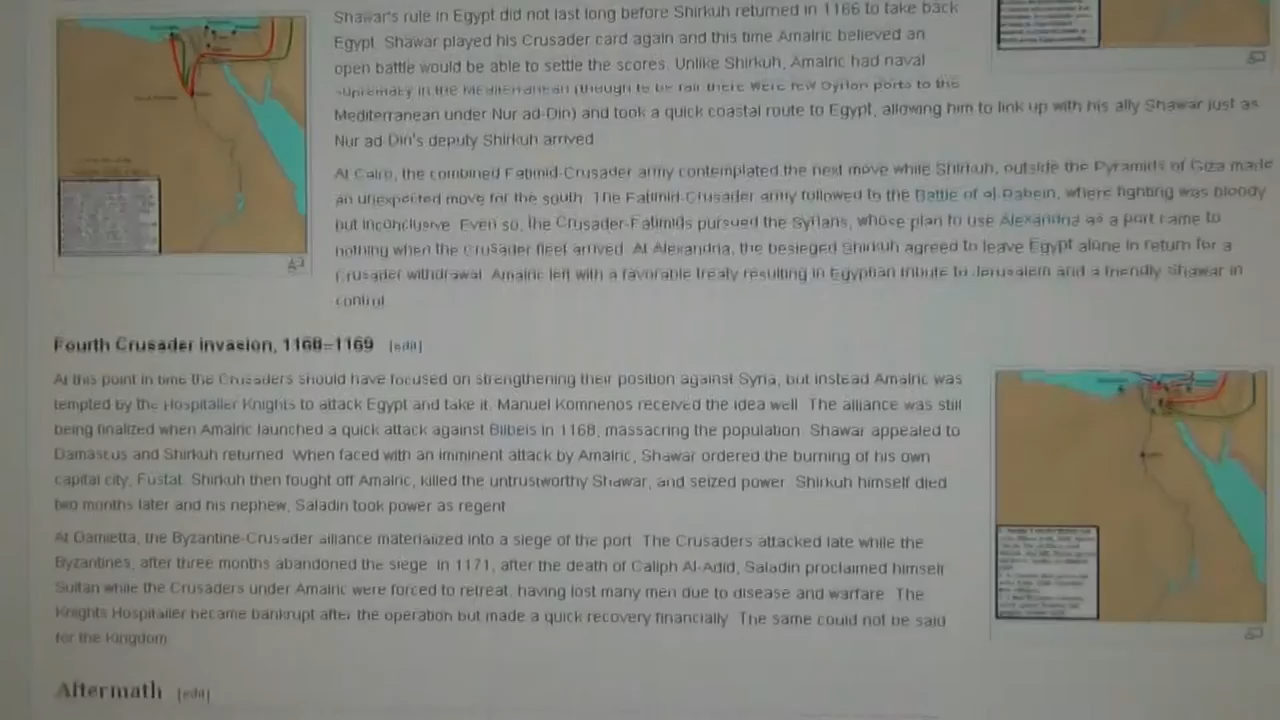 Shawar's rule in Egypt did not last long before Shirkuh returned in 1166 to take back
Egypt. Shawar played his Crusader card again and this time Amalric believed an
open battle would be able to settle the scores. Unlike Shirkuh, Amalric had naval
supremacy in the Mediterranean (though to be fair there were few Syrian ports to the
Mediterranean under Nur ad-Din) and took a quick coastal route to Egypt, allowing him to link up with his ally Shawar just as
Nur ad-Din's deputy Shirkuh arrived.
At Cairo, the combined Fatimid-Crusader army contemplated the next move while Shirkuh, outside the Pyramids of Giza made
an unexpected move for the south. The Fatimid-Crusader army followed to the Battle of al-Babein, where fighting was bloody
but inconclusive. Even so, the Crusader-Fatimids pursued the Syrians, whose plan to use Alexandria as a port came to
nothing when the Crusader fleet arrived. At Alexandria, the besieged Shirkuh agreed to leave Egypt alone in return for a
Crusader withdrawal. Amalric left with a favorable treaty resulting in Egyptian tribute to Jerusalem and a friendly Shawar in
control.
Fourth Crusader invasion, 1168–1169 [edit]
At this point in time the Crusaders should have focused on strengthening their position against Syria, but instead Amalric was
tempted by the Hospitaller Knights to attack Egypt and take it. Manuel Komnenos received the idea well. The alliance was still
being finalized when Amalric launched a quick attack against Bilbeis in 1168, massacring the population. Shawar appealed to
Damascus and Shirkuh returned. When faced with an imminent attack by Amalric, Shawar ordered the burning of his own
capital city, Fustat. Shirkuh then fought off Amalric, killed the untrustworthy Shawar, and seized power. Shirkuh himself died
two months later and his nephew, Saladin took power as regent.
At Damietta, the Byzantine-Crusader alliance materialized into a siege of the port. The Crusaders attacked late while the
Byzantines, after three months abandoned the siege. In 1171, after the death of Caliph Al-Adid, Saladin proclaimed himself
Sultan while the Crusaders under Amalric were forced to retreat, having lost many men due to disease and warfare. The
Knights Hospitaller became bankrupt after the operation but made a quick recovery financially. The same could not be said
for the Kingdom.
Aftermath [edit]